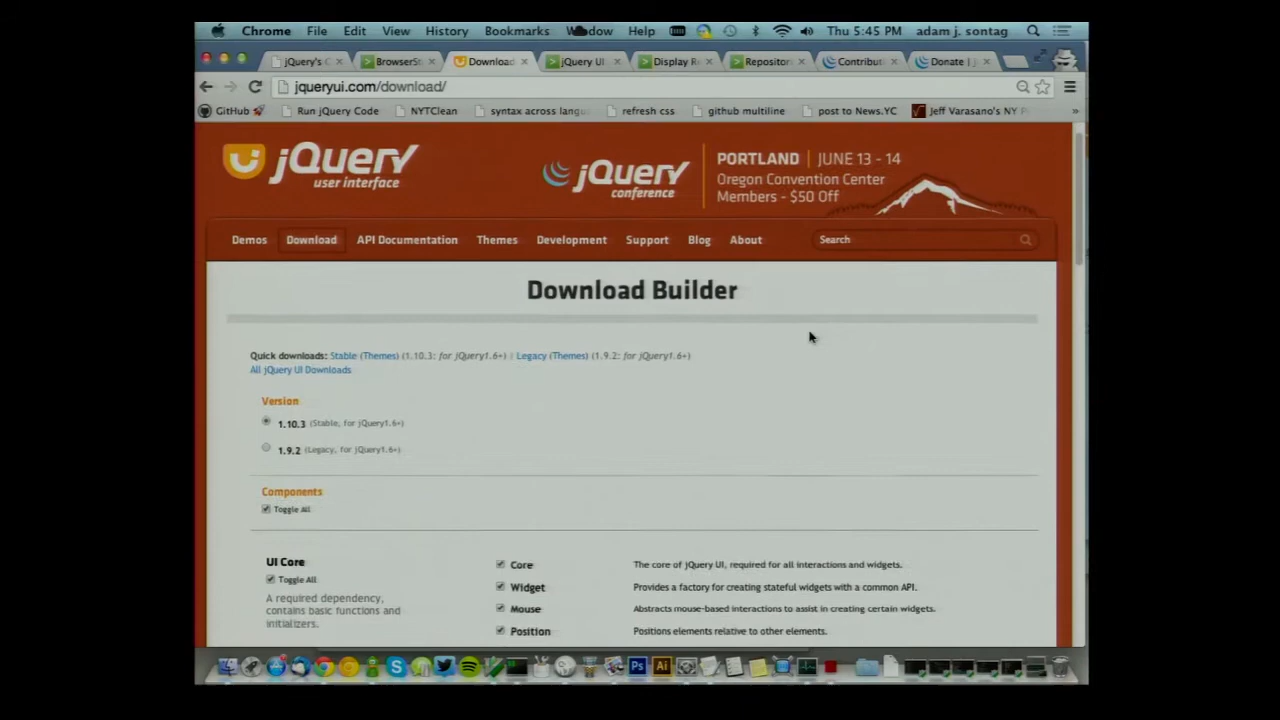 Chrome File Edit View History Bookmarks Window Help Thu 5:45 PM adam j. sontag
jQuery's BrowserSt Download jQuery UI Display Re Repositor Contribut Donate | j
jqueryui.com/download/
GitHub Run jQuery Code NYTClean syntax across lang refresh css github multiline post to News.YC Jeff Varasano's NY »
jQuery
user interface
jQuery
conference
PORTLAND | JUNE 13 - 14
Oregon Convention Center
Members - $50 Off
Demos Download API Documentation Themes Development Support Blog About Search
Download Builder
Quick downloads: Stable (Themes) (1.10.3: for jQuery1.6+) | Legacy (Themes) (1.9.2: for jQuery1.6+)
All jQuery UI Downloads
Version
1.10.3 (Stable, for jQuery1.6+)
1.9.2 (Legacy, for jQuery1.6+)
Components
Toggle All
UI Core
Toggle All
A required dependency,
contains basic functions and
initializers.
Core The core of jQuery UI, required for all interactions and widgets.
Widget Provides a factory for creating stateful widgets with a common API.
Mouse Abstracts mouse-based interactions to assist in creating certain widgets.
Position Positions elements relative to other elements.
Ps Ai